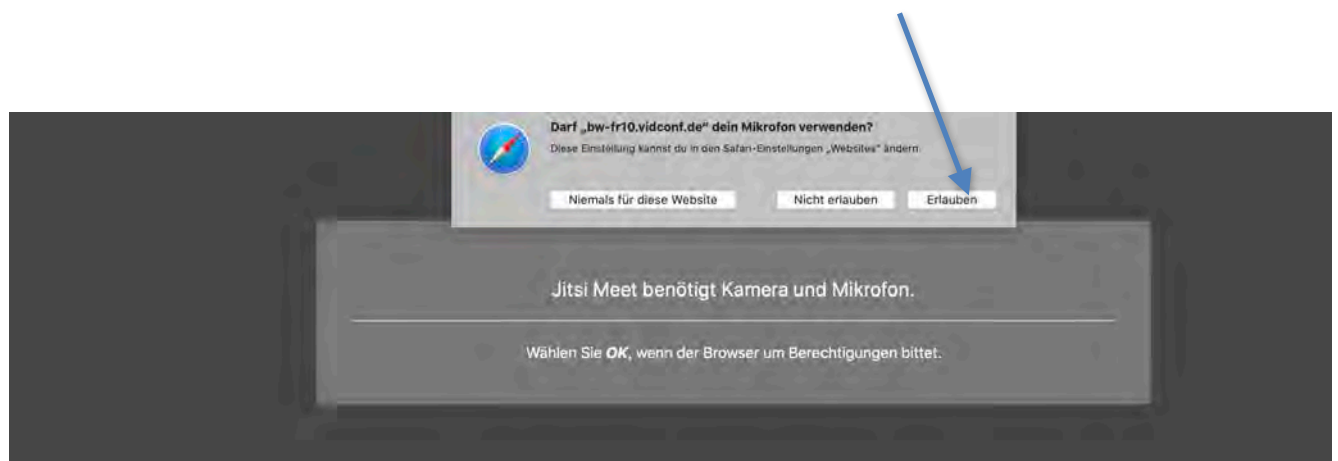 Darf „bw-fr10.vidconf.de“ dein Mikrofon verwenden?
Diese Einstellung kannst du in den Safari-Einstellungen „Websites“ ändern.
Niemals für diese Website
Nicht erlauben
Erlauben
Jitsi Meet benötigt Kamera und Mikrofon.
Wählen Sie OK, wenn der Browser um Berechtigungen bittet.